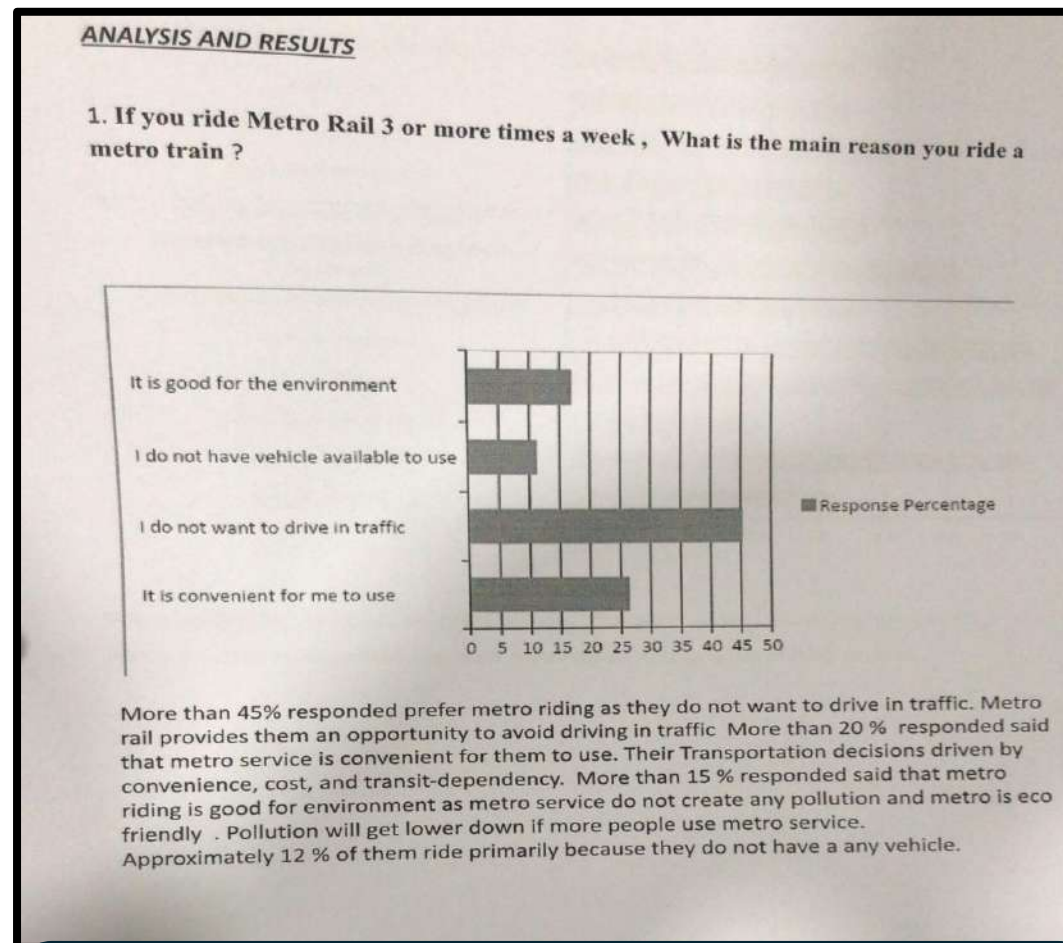 ANALYSIS AND RESULTS
1. If you ride Metro Rail 3 or more times a week , What is the main reason you ride a
metro train ?
It is good for the environment
I do not have vehicle available to use
I do not want to drive in traffic
It is convenient for me to use
Response Percentage
0 5 10 15 20 25 30 35 40 45 50
More than 45% responded prefer metro riding as they do not want to drive in traffic. Metro
rail provides them an opportunity to avoid driving in traffic More than 20 % responded said
that metro service is convenient for them to use. Their Transportation decisions driven by
convenience, cost, and transit-dependency. More than 15 % responded said that metro
riding is good for environment as metro service do not create any pollution and metro is eco
friendly . Pollution will get lower down if more people use metro service.
Approximately 12 % of them ride primarily because they do not have a any vehicle.